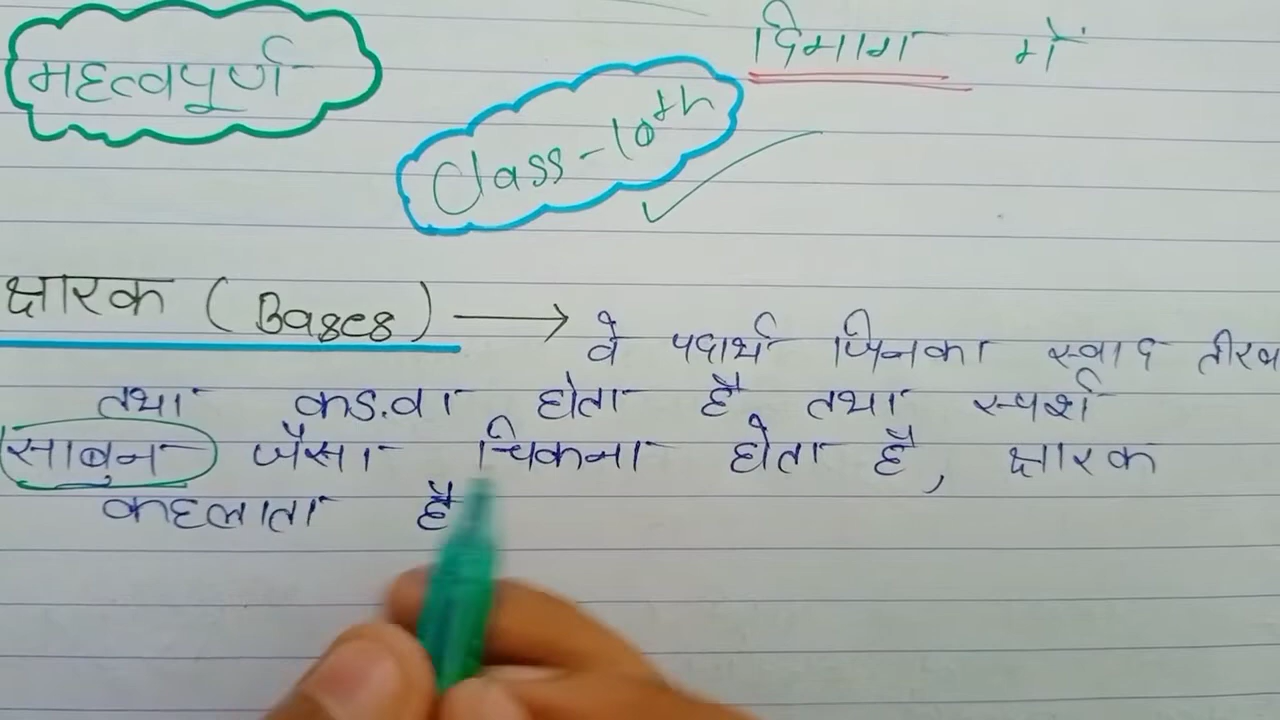 महत्वपूर्ण
दिमाग में
Class-10th
क्षारक (Bases) → वे पदार्थ जिनका स्वाद तीख
तथा कड़वा होता है तथा स्पर्श
साबुन जैसा चिकना होता है, क्षारक
कहलाता है